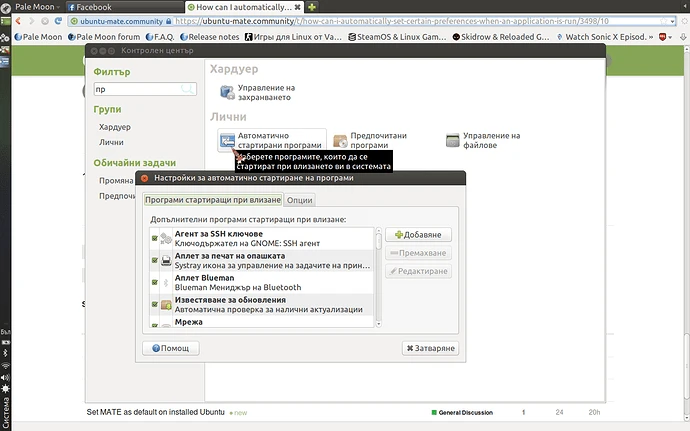 Pale Moon
Facebook
How can I automatically...
https://ubuntu-mate.community/t/how-can-i-automatically-set-certain-preferences-when-an-application-is-run/3498/10
Pale Moon
Pale Moon forum
F.A.Q.
Release notes
Игры для Linux от Va...
SteamOS & Linux Gam...
Skidrow & Reloaded G...
Watch Sonic X Episod...
Контролен център
Филтър
пр
Групи
Хардуер
Лични
Обичайни задачи
Промяна
Предпочи
Хардуер
Управление на
захранването
Лични
Автоматично
стартирани програми
Предпочитани
програми
Управление на
файлове
Изберете програмите, които да се
стартират при влизането ви в системата
Настройки за автоматично стартиране на програми
Програми стартиращи при влизане
Опции
Допълнителни програми стартиращи при влизане:
Агент за SSH ключове
Ключодържател на GNOME: SSH агент
Аплет за печат на опашката
Systray икона за управление на задачите на прин...
Аплет Blueman
Blueman Мениджър на Bluetooth
Известяване за обновления
Автоматична проверка за налични актуализации
Мрежа
Добавяне
Премахване
Редактиране
Помощ
Затваряне
Бъл
Система
Set MATE as default on installed Ubuntu
new
General Discussion
1
24
20h